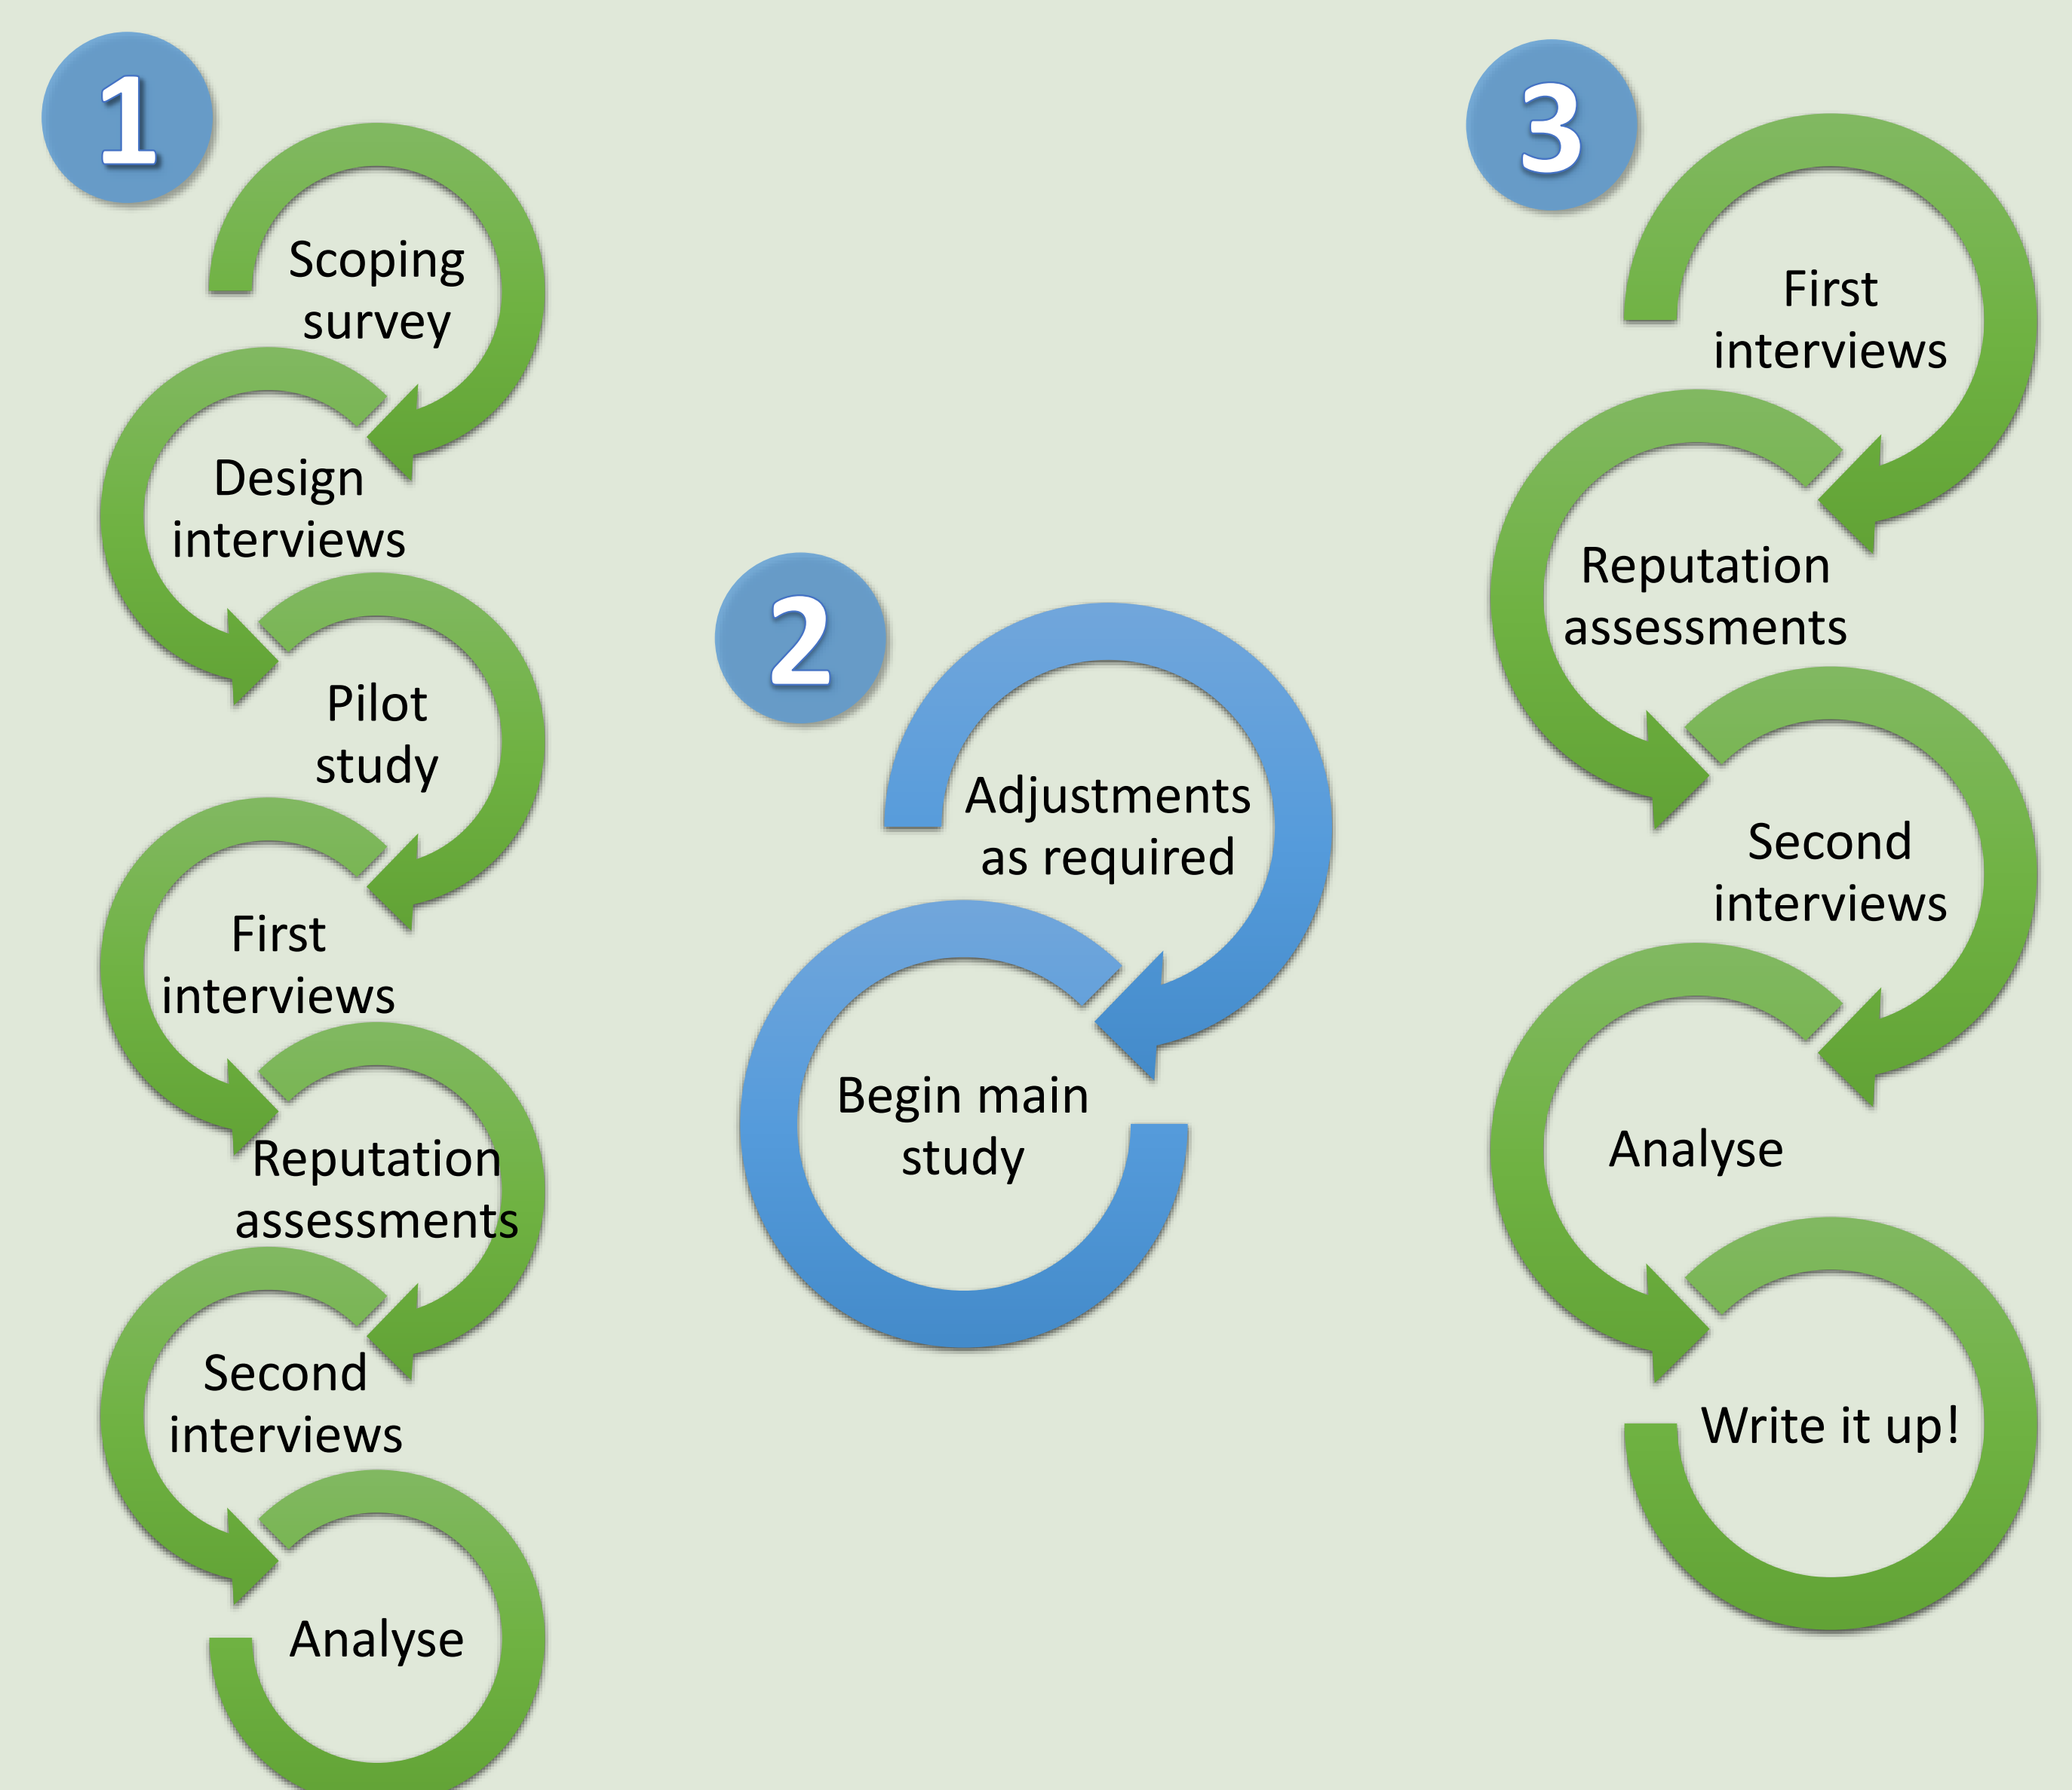 1
Scoping
survey
Design
interviews
Pilot
study
First
interviews
Reputation
assessments
Second
interviews
Analyse
2
Adjustments
as required
Begin main
study
3
First
interviews
Reputation
assessments
Second
interviews
Analyse
Write it up!